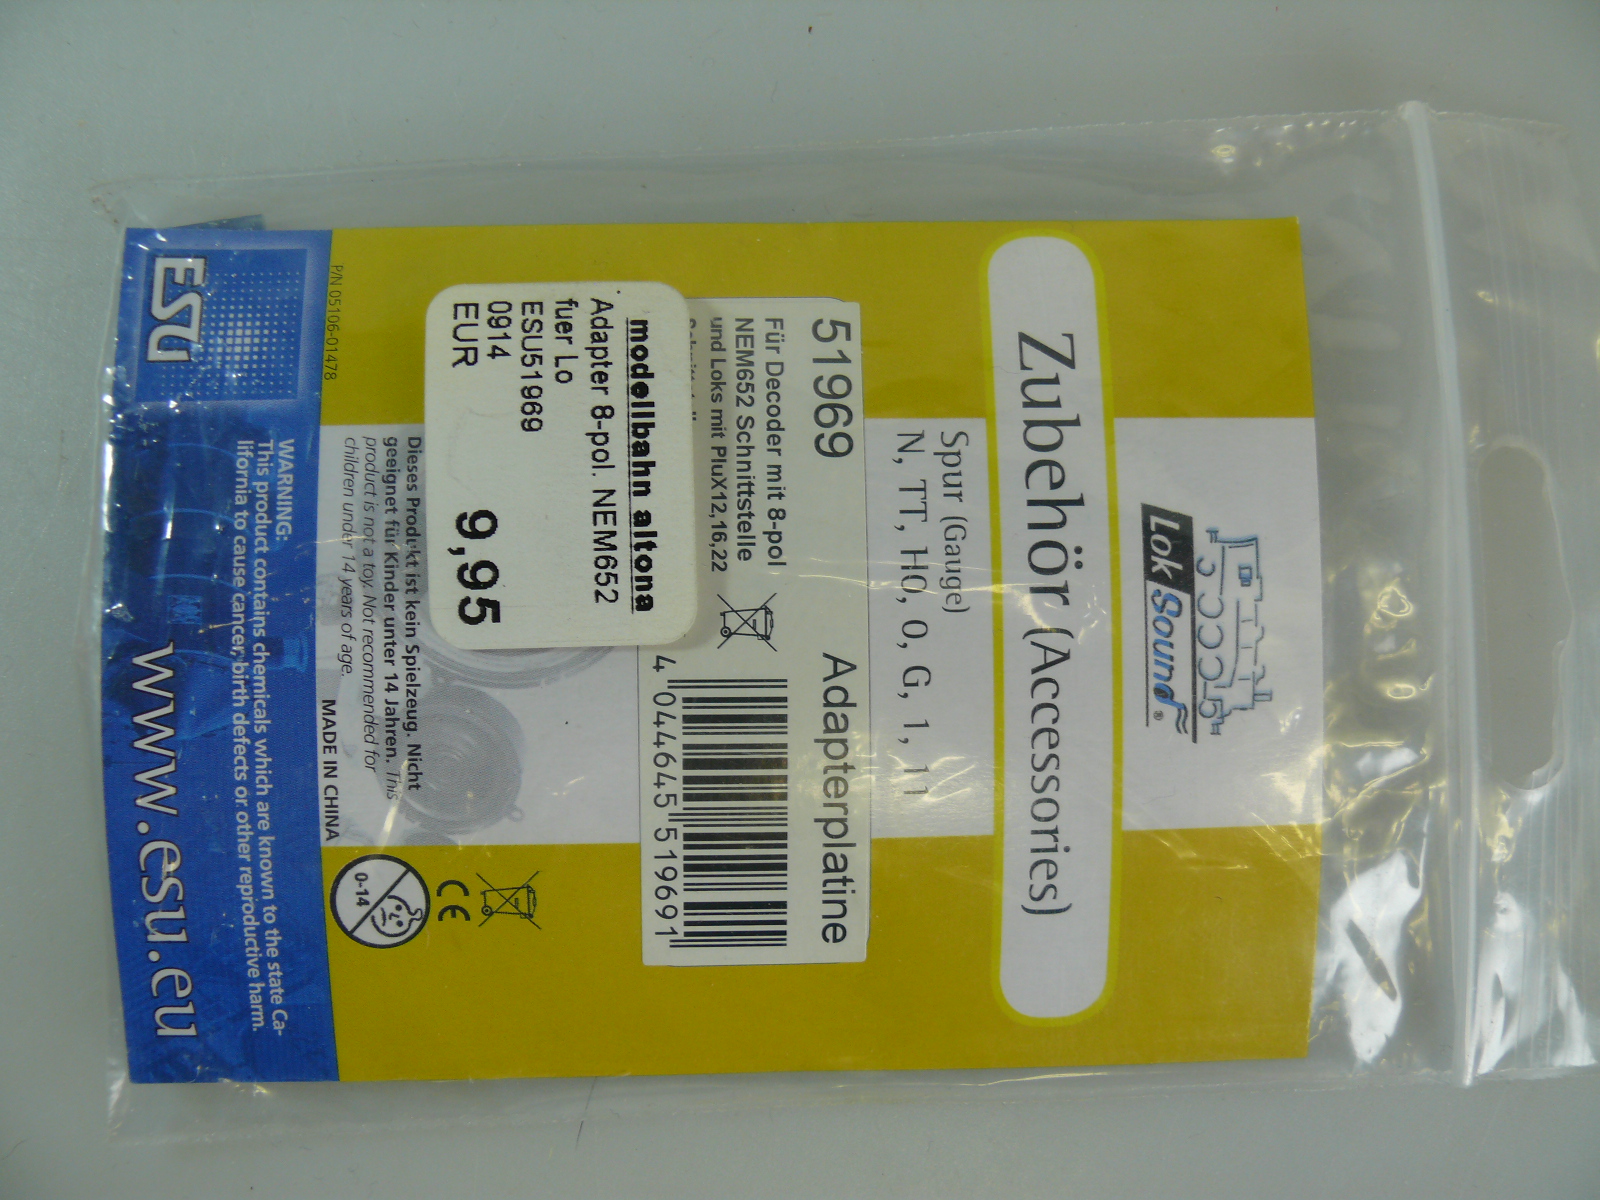 Lok Sound®
Zubehör (Accessories)
Spur (Gauge)
N, TT, H0, 0, G, 1, 11
51969 Adapterplatine
Für Decoder mit 8-pol
NEM652 Schnittstelle
und Loks mit PluX12,16,22
4 044645 519691
modellbahn altona
Adapter 8-pol. NEM652
fuer Lo
ESU51969
0914
EUR 9,95
Dieses Produkt ist kein Spielzeug. Nicht
geeignet für Kinder unter 14 Jahren. This
product is not a toy. Not recommended for
children under 14 years of age.
CE
0-14
MADE IN CHINA
P/N 05106-01478
WARNING:
This product contains chemicals which are known to the state Ca-
lifornia to cause cancer, birth defects or other reproductive harm.
ESU
www.esu.eu